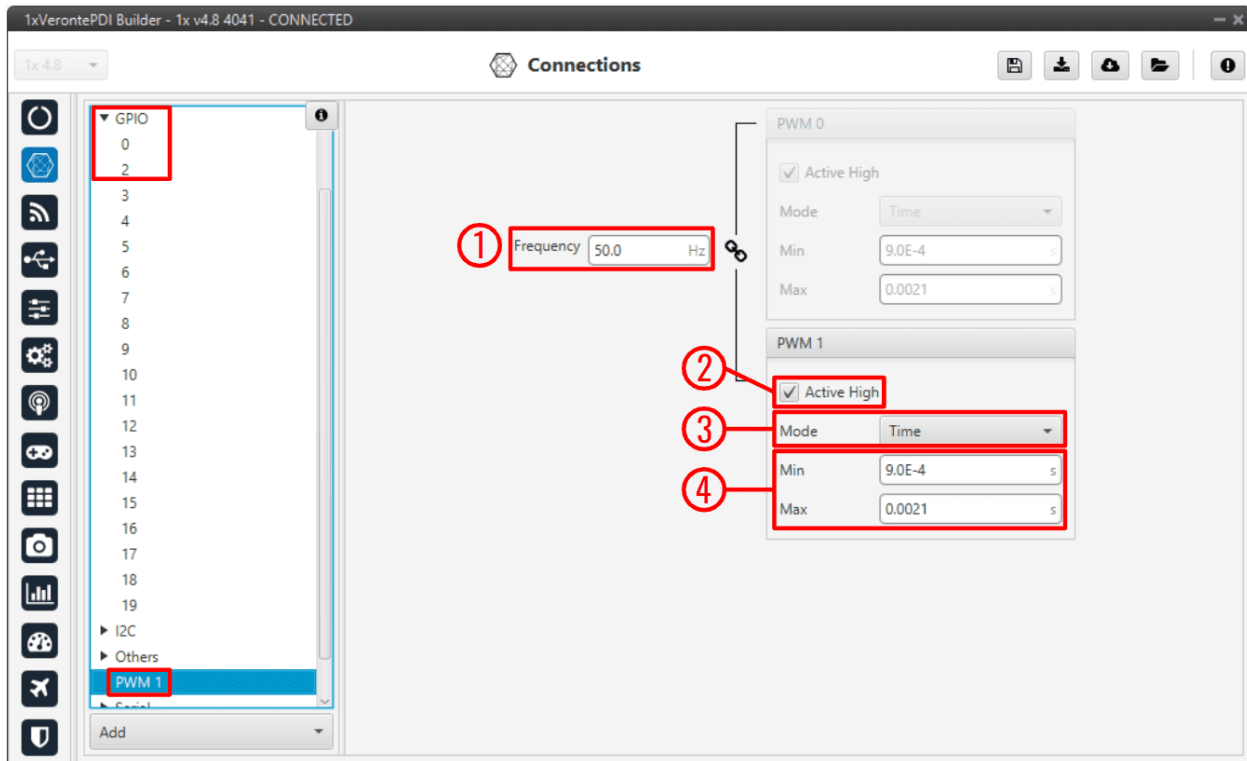 1xVerontePDI Builder - 1x v4.8 4041 - CONNECTED
1x 4.8
Connections
GPIO
0
2
3
4
5
6
7
8
9
10
11
12
13
14
15
16
17
18
19
I2C
Others
PWM 1
Serial
Add
1
Frequency 50.0 Hz
PWM 0
Active High
Mode Time
Min 9.0E-4 s
Max 0.0021 s
PWM 1
2
Active High
3
Mode Time
4
Min 9.0E-4 s
Max 0.0021 s